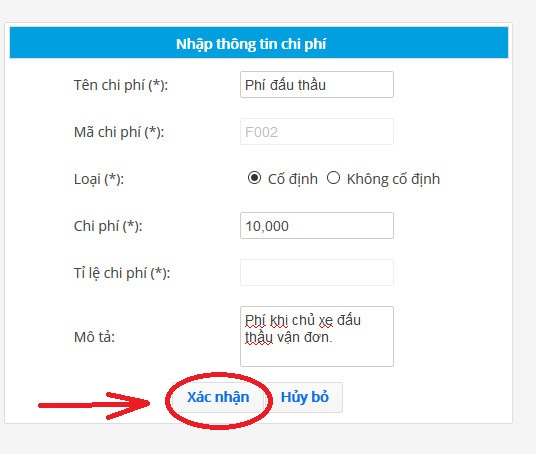 Nhập thông tin chi phí
Tên chi phí (*): Phí đấu thầu
Mã chi phí (*): F002
Loại (*): Cố định Không cố định
Chi phí (*): 10,000
Tỉ lệ chi phí (*):
Mô tả: Phí khi chủ xe đấu
thầu vận đơn.
Xác nhận Hủy bỏ